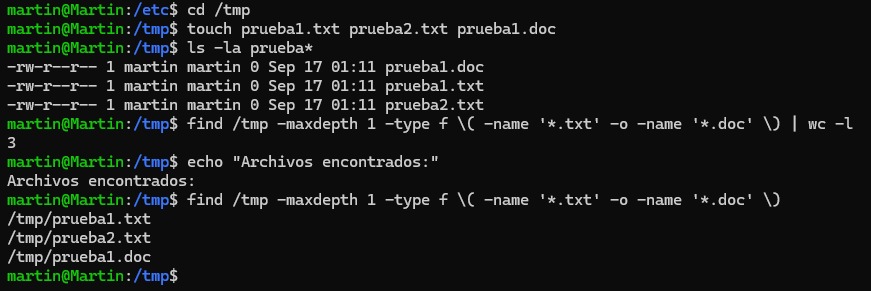 martin@Martin:/etc$ cd /tmp
martin@Martin:/tmp$ touch prueba1.txt prueba2.txt prueba1.doc
martin@Martin:/tmp$ ls -la prueba*
-rw-r--r-- 1 martin martin 0 Sep 17 01:11 prueba1.doc
-rw-r--r-- 1 martin martin 0 Sep 17 01:11 prueba1.txt
-rw-r--r-- 1 martin martin 0 Sep 17 01:11 prueba2.txt
martin@Martin:/tmp$ find /tmp -maxdepth 1 -type f \( -name '*.txt' -o -name '*.doc' \) | wc -l
3
martin@Martin:/tmp$ echo "Archivos encontrados:"
Archivos encontrados:
martin@Martin:/tmp$ find /tmp -maxdepth 1 -type f \( -name '*.txt' -o -name '*.doc' \)
/tmp/prueba1.txt
/tmp/prueba2.txt
/tmp/prueba1.doc
martin@Martin:/tmp$